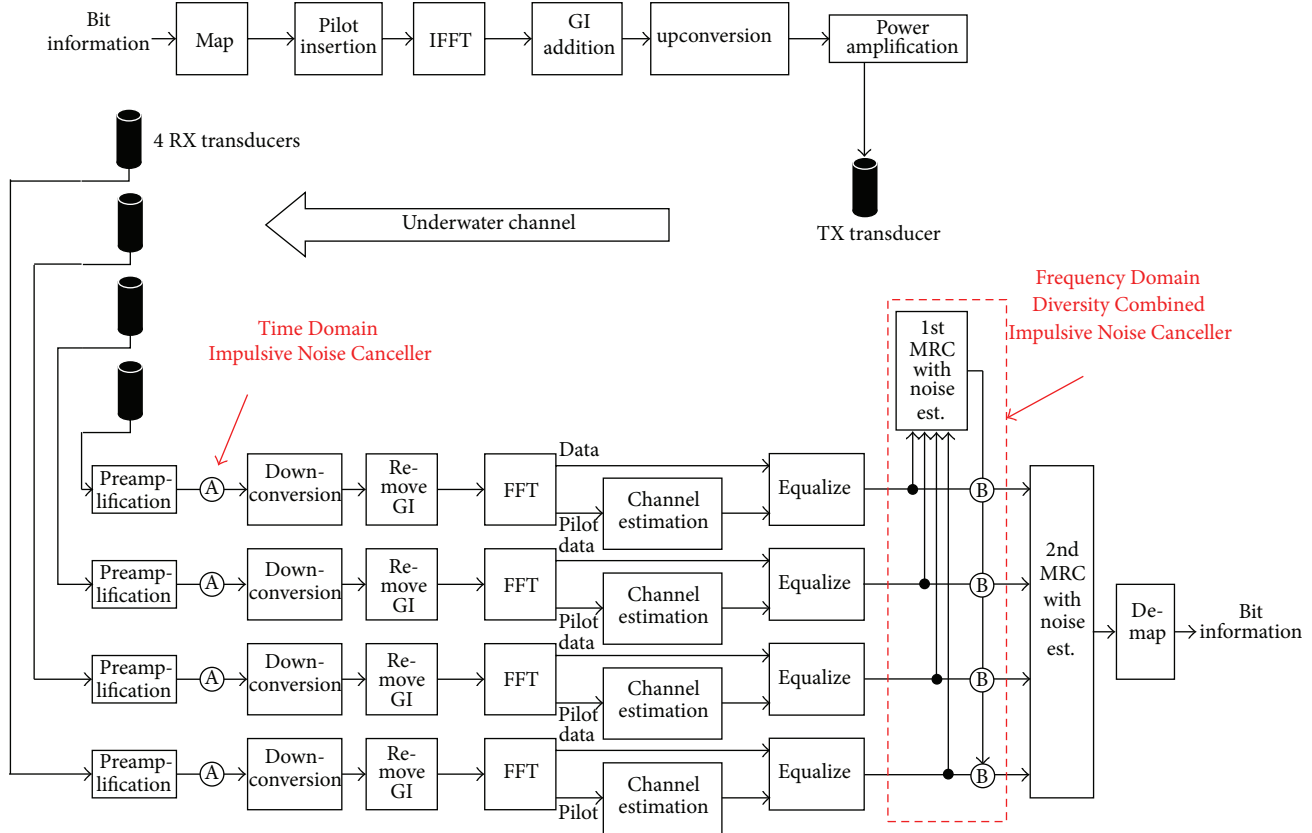 Bit
information
Map
Pilot
insertion
IFFT
GI
addition
upconversion
Power
amplification
4 RX transducers
Underwater channel
TX transducer
Time Domain
Impulsive Noise Canceller
Frequency Domain
Diversity Combined
Impulsive Noise Canceller
1st
MRC
with
noise
est.
Preamp-
lification
A
Down-
conversion
Re-
move
GI
FFT
Data
Pilot
data
Channel
estimation
Equalize
B
Preamp-
lification
A
Down-
conversion
Re-
move
GI
FFT
Pilot
data
Channel
estimation
Equalize
B
Preamp-
lification
A
Down-
conversion
Re-
move
GI
FFT
Pilot
data
Channel
estimation
Equalize
B
Preamp-
lification
A
Down-
conversion
Re-
move
GI
FFT
Pilot
Channel
estimation
Equalize
B
2nd
MRC
with
noise
est.
De-
map
Bit
information